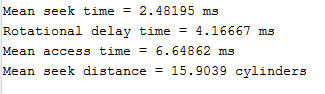 Mean seek time = 2.48195 ms
Rotational delay time = 4.16667 ms
Mean access time = 6.64862 ms
Mean seek distance = 15.9039 cylinders